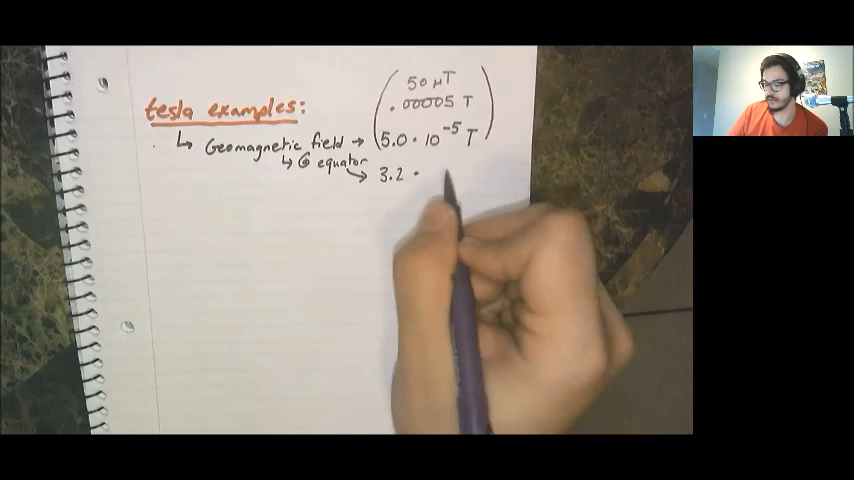 50 μT
tesla examples:
.00005 T
↳ Geomagnetic field → 5.0 · 10⁻⁵ T
↳ @ equator
↳ 3.2 ·